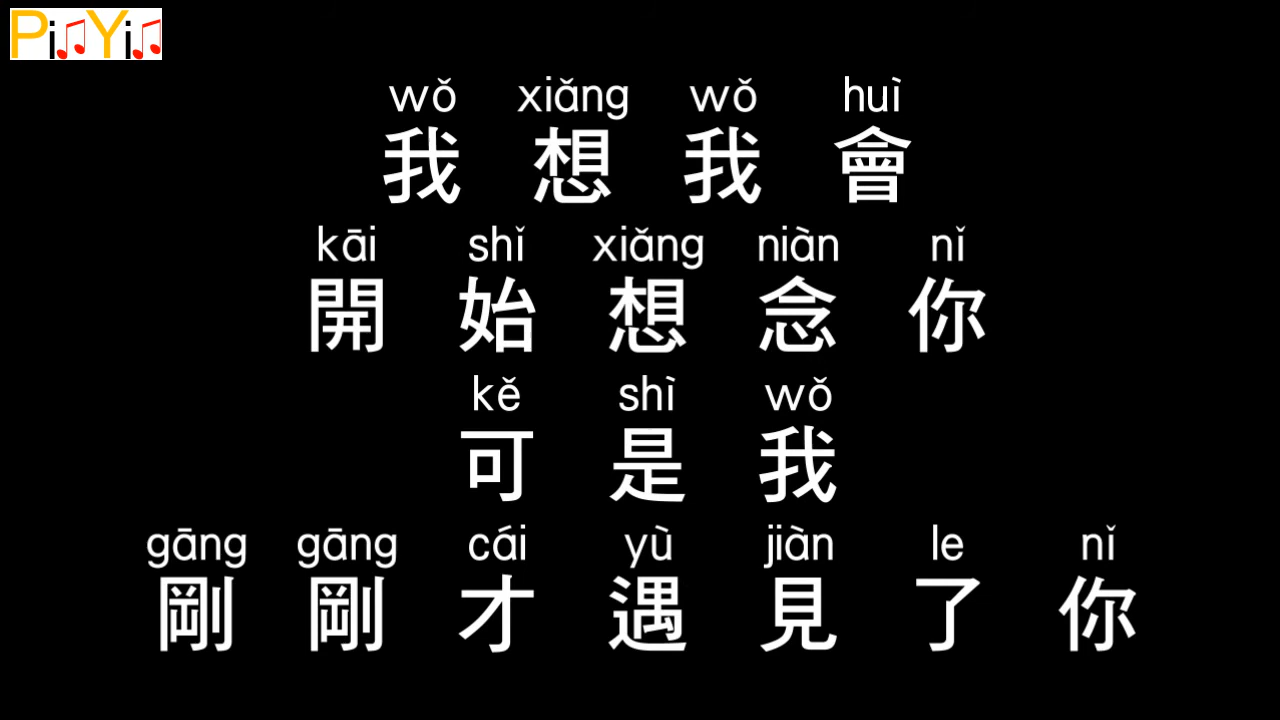 PinYin
wǒ xiǎng wǒ huì
我想我會
kāi shǐ xiǎng niàn nǐ
開始想念你
kě shì wǒ
可是我
gāng gāng cái yù jiàn le nǐ
剛剛才遇見了你